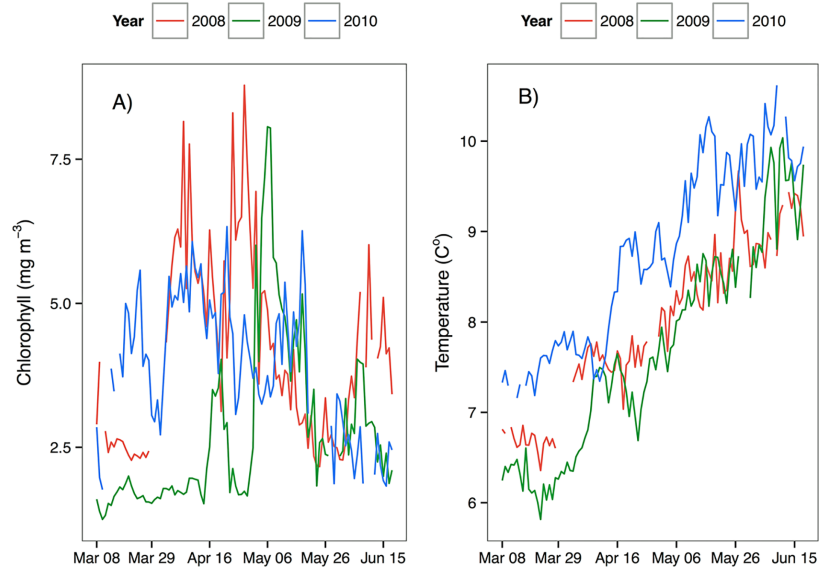 Year 2008 2009 2010
A)
Chlorophyll (mg m⁻³)
7.5
5.0
2.5
Mar 08 Mar 29 Apr 16 May 06 May 26 Jun 15
Year 2008 2009 2010
B)
Temperature (Cº)
10
9
8
7
6
Mar 08 Mar 29 Apr 16 May 06 May 26 Jun 15